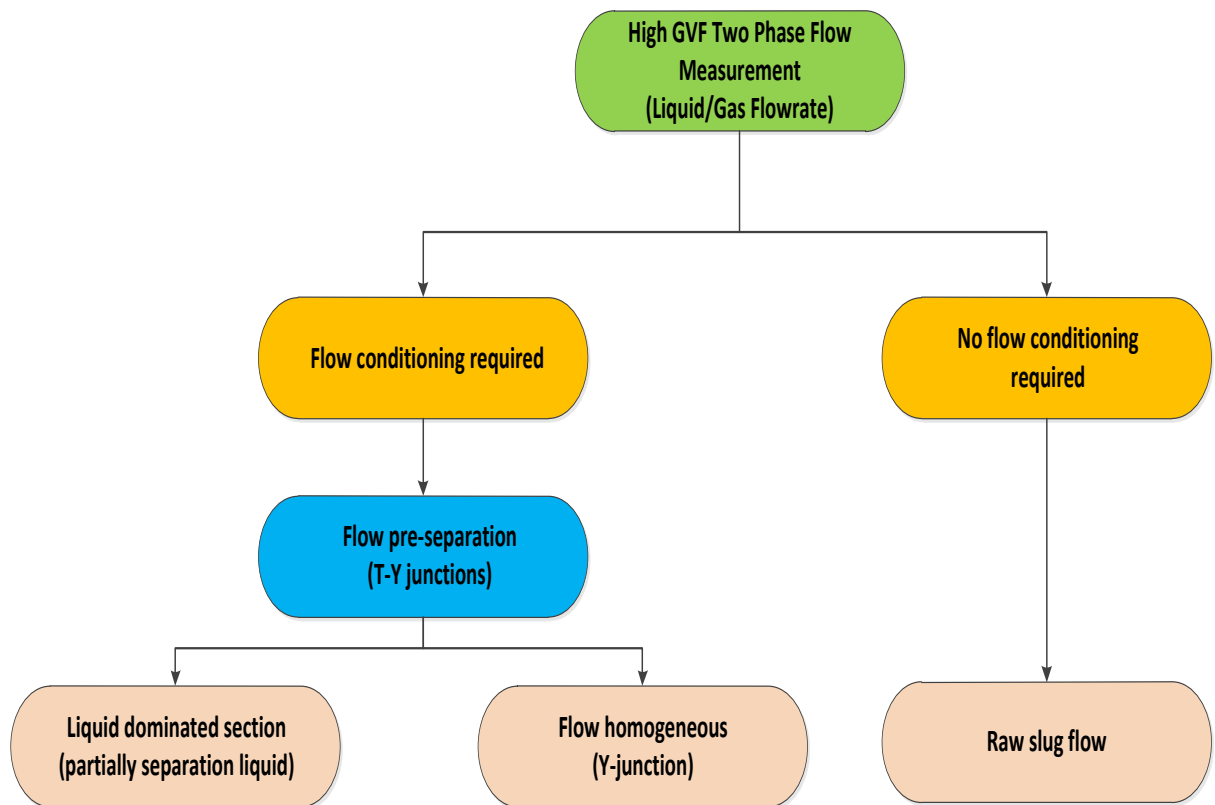 High GVF Two Phase Flow
Measurement
(Liquid/Gas Flowrate)
Flow conditioning required
No flow conditioning
required
Flow pre-separation
(T-Y junctions)
Liquid dominated section
(partially separation liquid)
Flow homogeneous
(Y-junction)
Raw slug flow